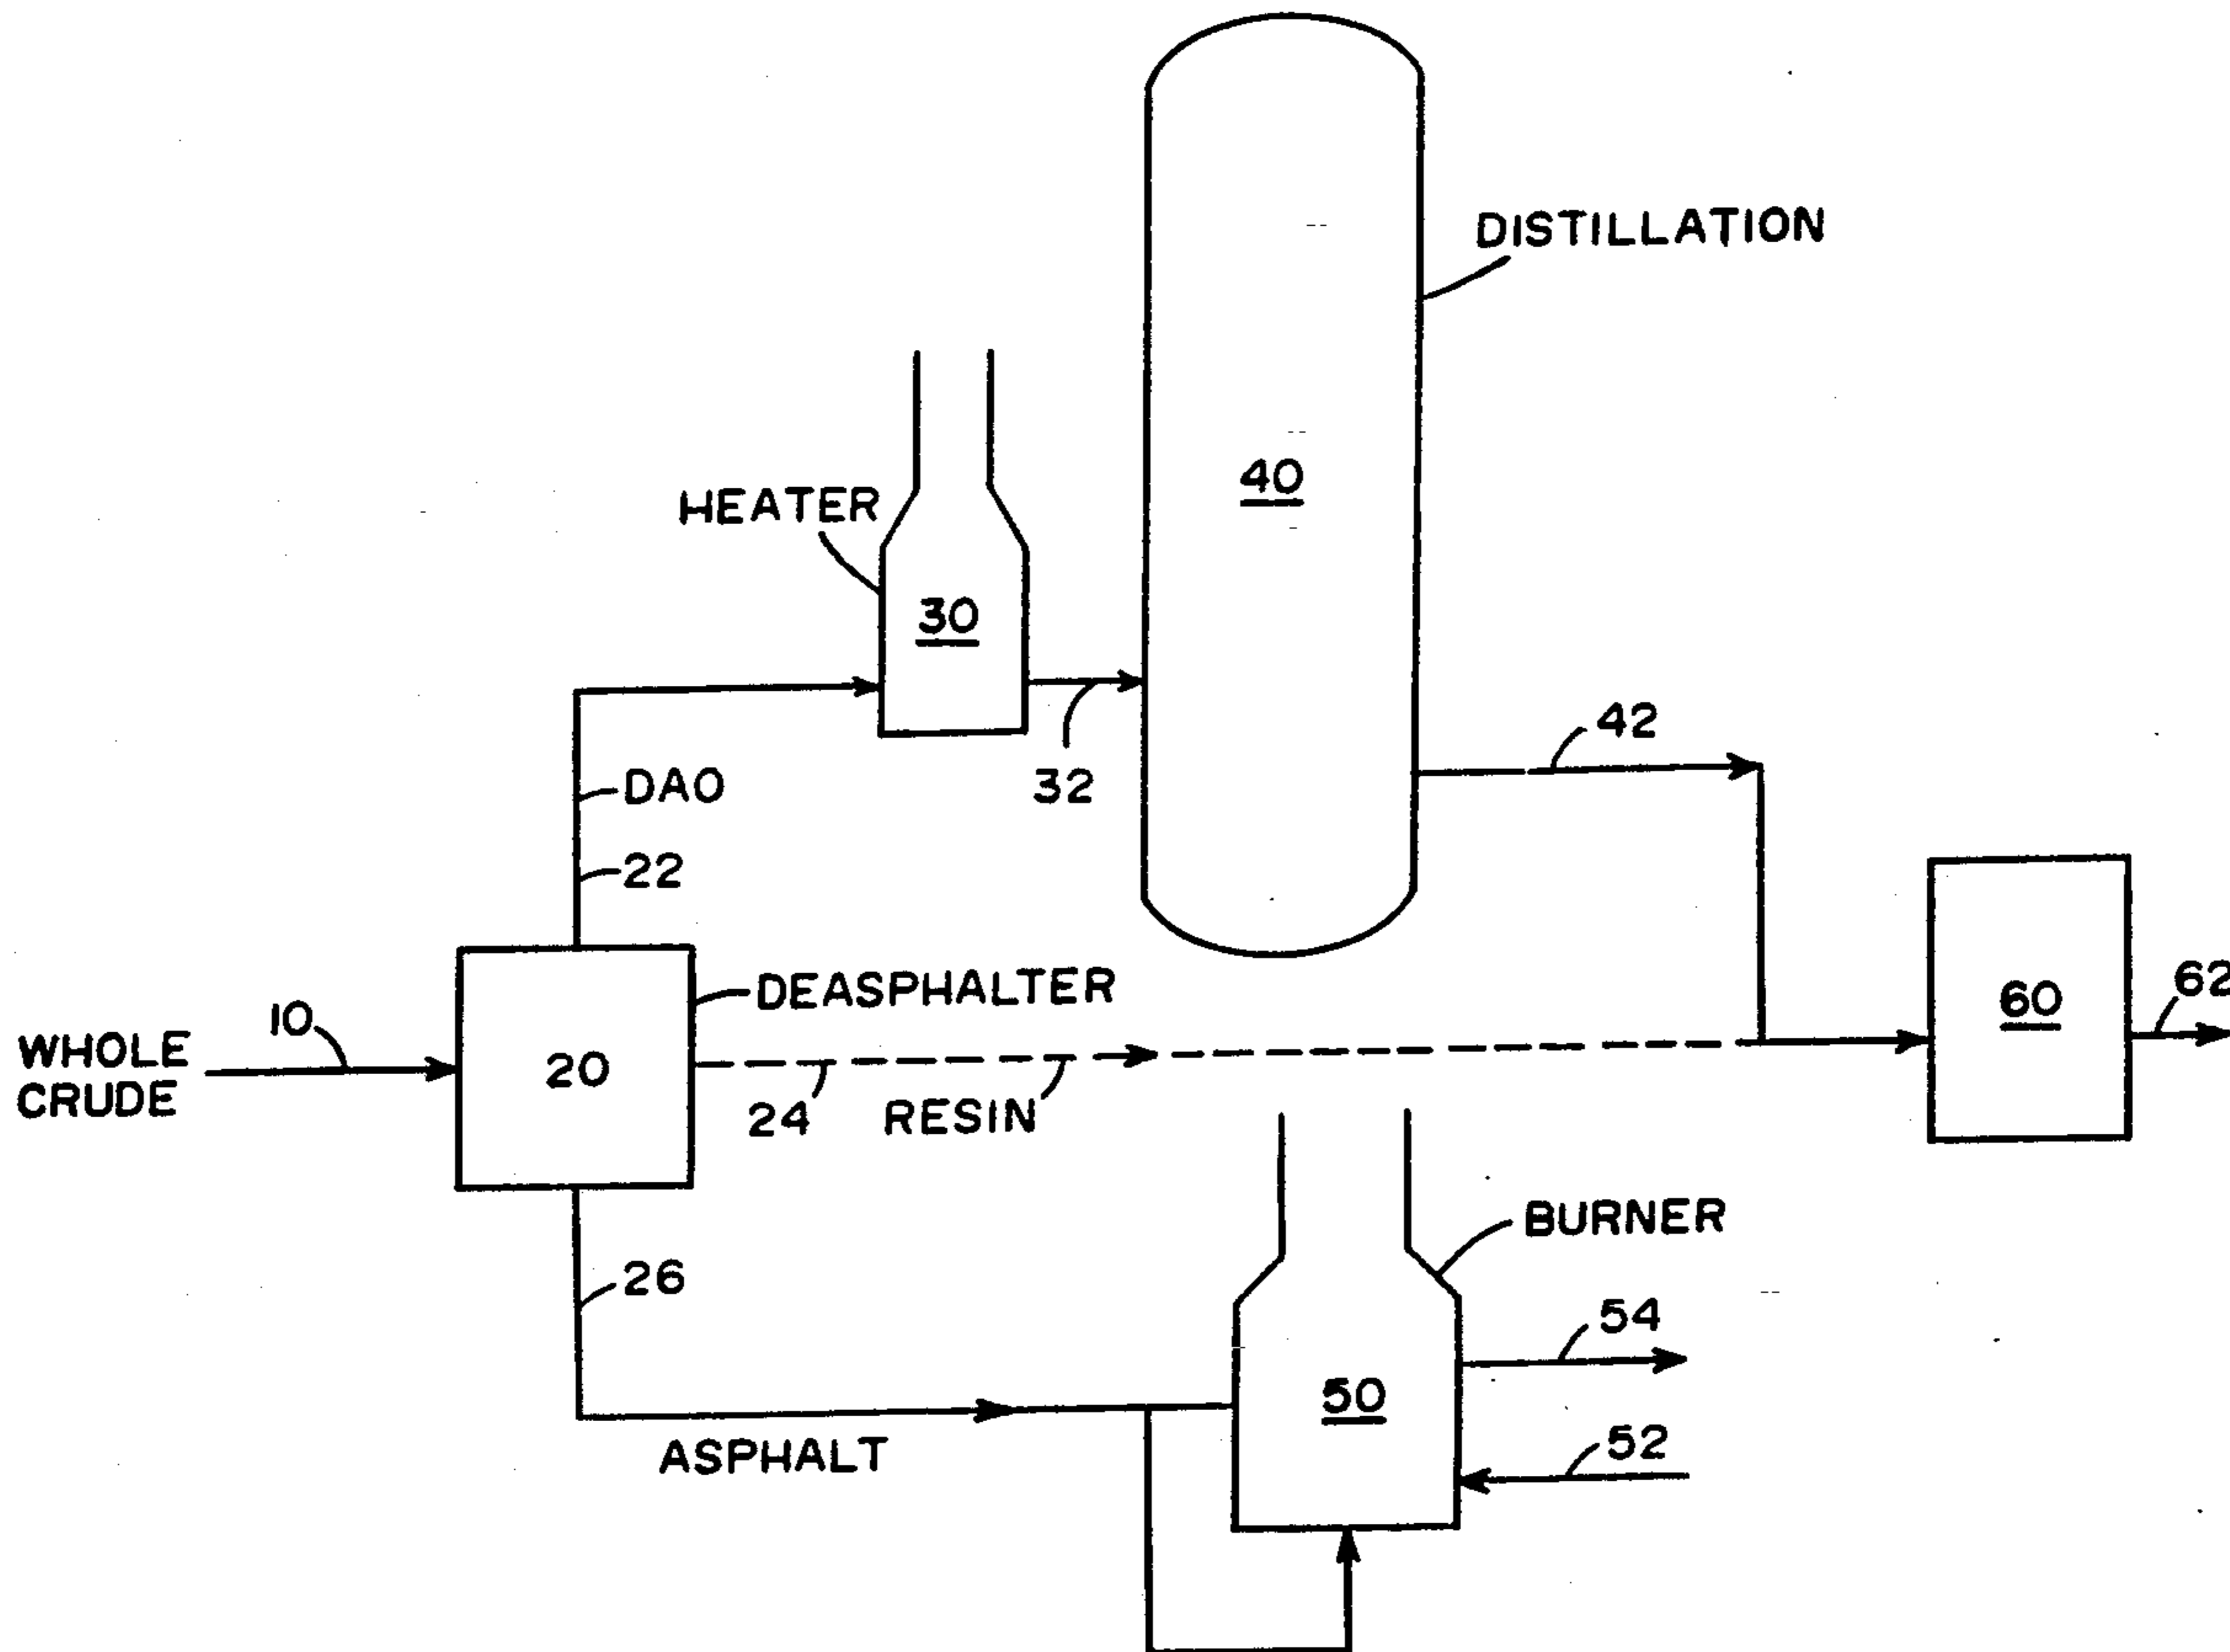 DISTILLATION
40
HEATER
30
42
32
DAO
22
DEASPHALTER
60
62
10
WHOLE
CRUDE
20
24
RESIN
BURNER
26
54
50
52
ASPHALT